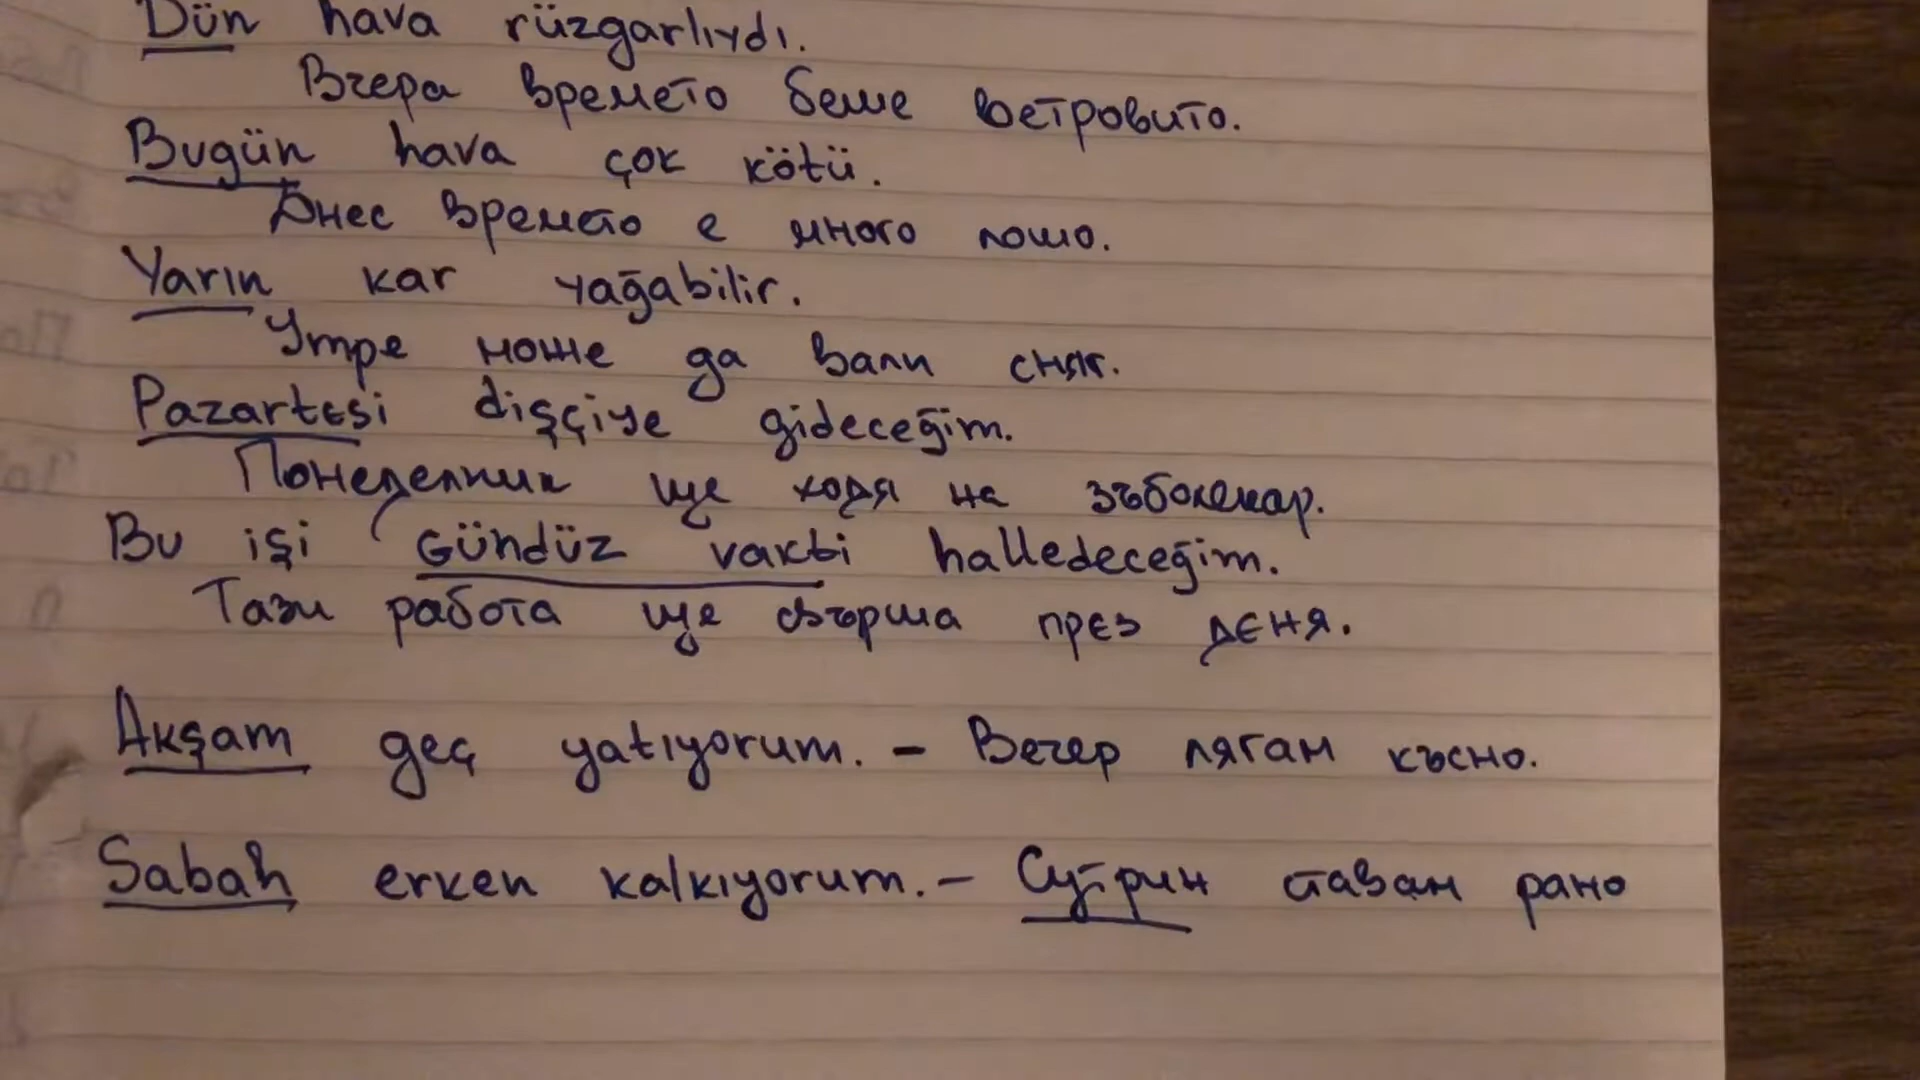 Dün hava rüzgarlıydı.
Вчера времето беше ветровито.
Bugün hava çok kötü.
Днес времето е много лошо.
Yarın kar yağabilir.
Утре може да вали сняг.
Pazartesi dişçiye gideceğim.
Понеделник ще ходя на зъболекар.
Bu işi Gündüz vakti halledeceğim.
Тази работа ще свърша през деня.
Akşam geç yatıyorum. - Вечер лягам късно.
Sabah erken kalkıyorum. - Сутрин ставам рано